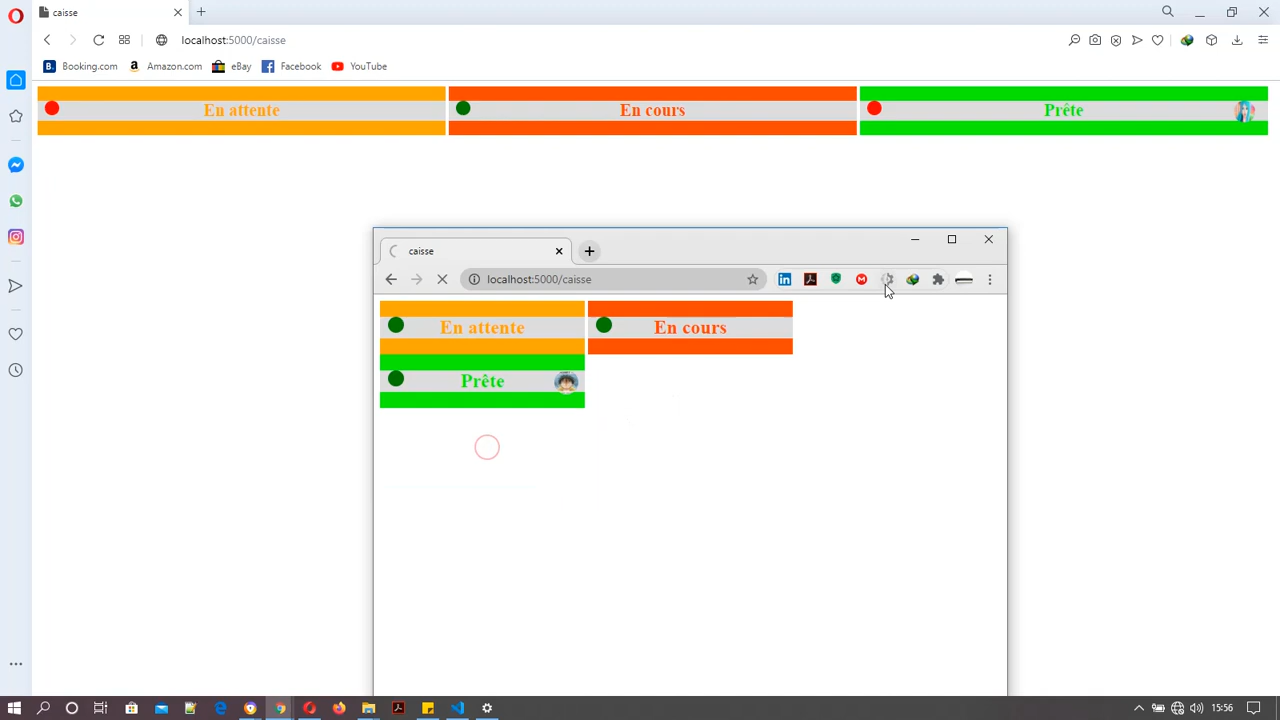 caisse
localhost:5000/caisse
Booking.com
Amazon.com
eBay
Facebook
YouTube
En attente
En cours
Prête
caisse
localhost:5000/caisse
En attente
En cours
Prête
15:56